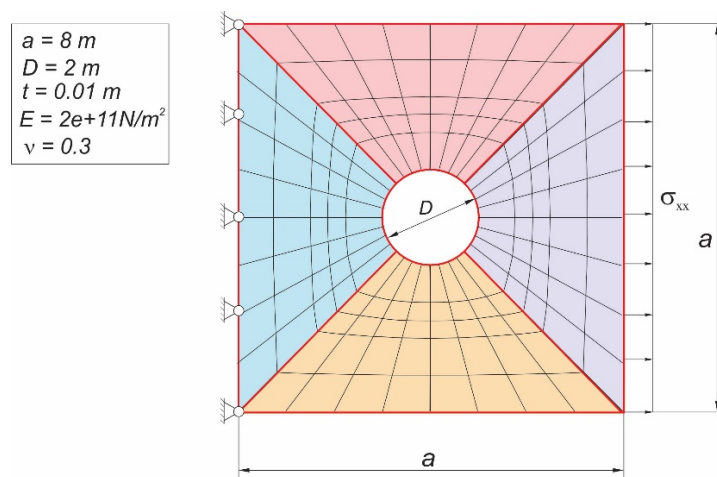 a = 8 m
D = 2 m
t = 0.01 m
E = 2e+11N/m²
ν = 0.3
D
σxx
a
a